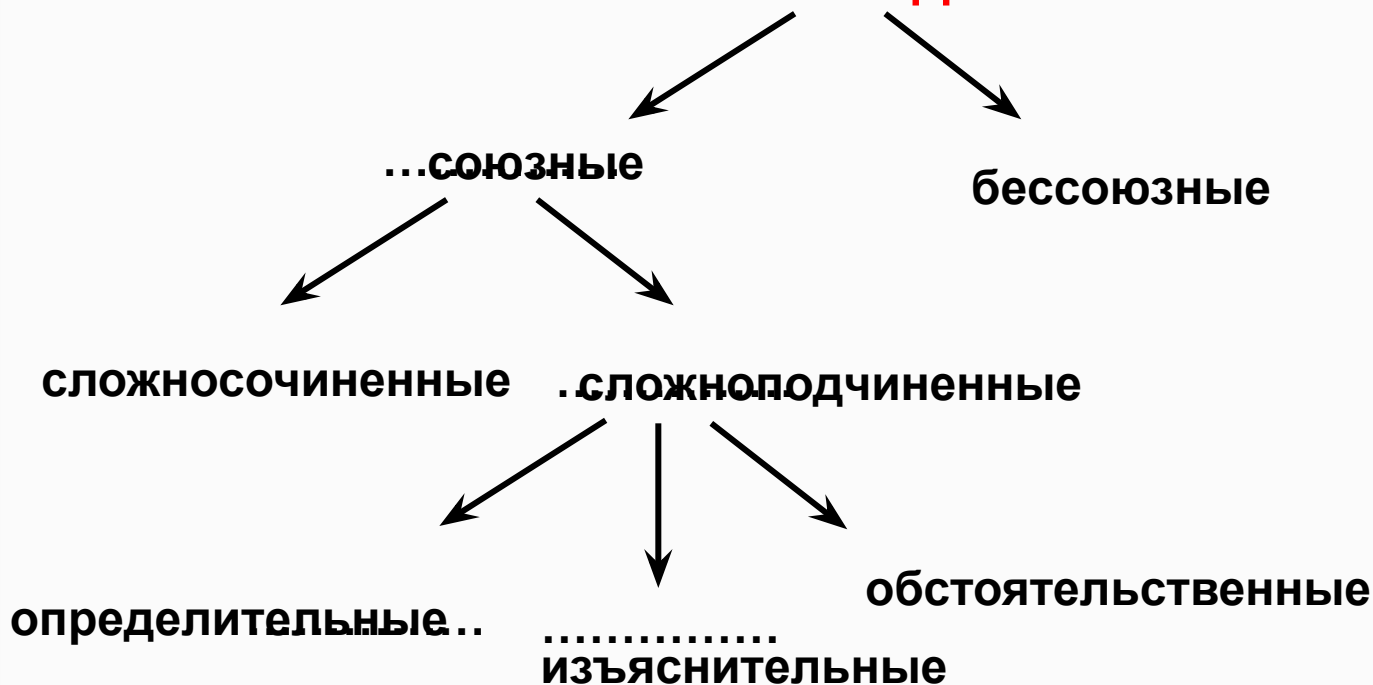 ……………союзные
бессоюзные
сложносочиненные
……………сложноподчиненные
обстоятельственные
определительные……………
……………
изъяснительные